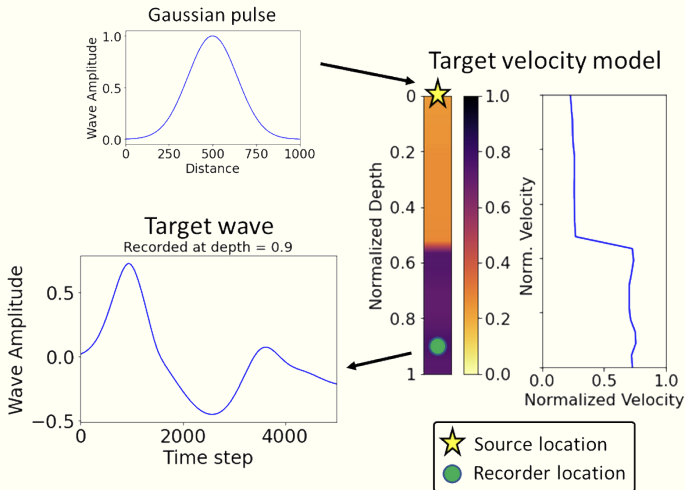 Gaussian pulse
Wave Amplitude
1.0
0.5
0.0
0 250 500 750 1000
Distance
Target velocity model
Normalized Depth
0
0.2
0.4
0.6
0.8
1
1.0
0.8
0.6
0.4
0.2
0.0
Norm. Velocity
0.0 0.5 1.0
Normalized Velocity
Target wave
Recorded at depth = 0.9
Wave Amplitude
0.5
0.0
−0.5
0 2000 4000
Time step
Source location
Recorder location